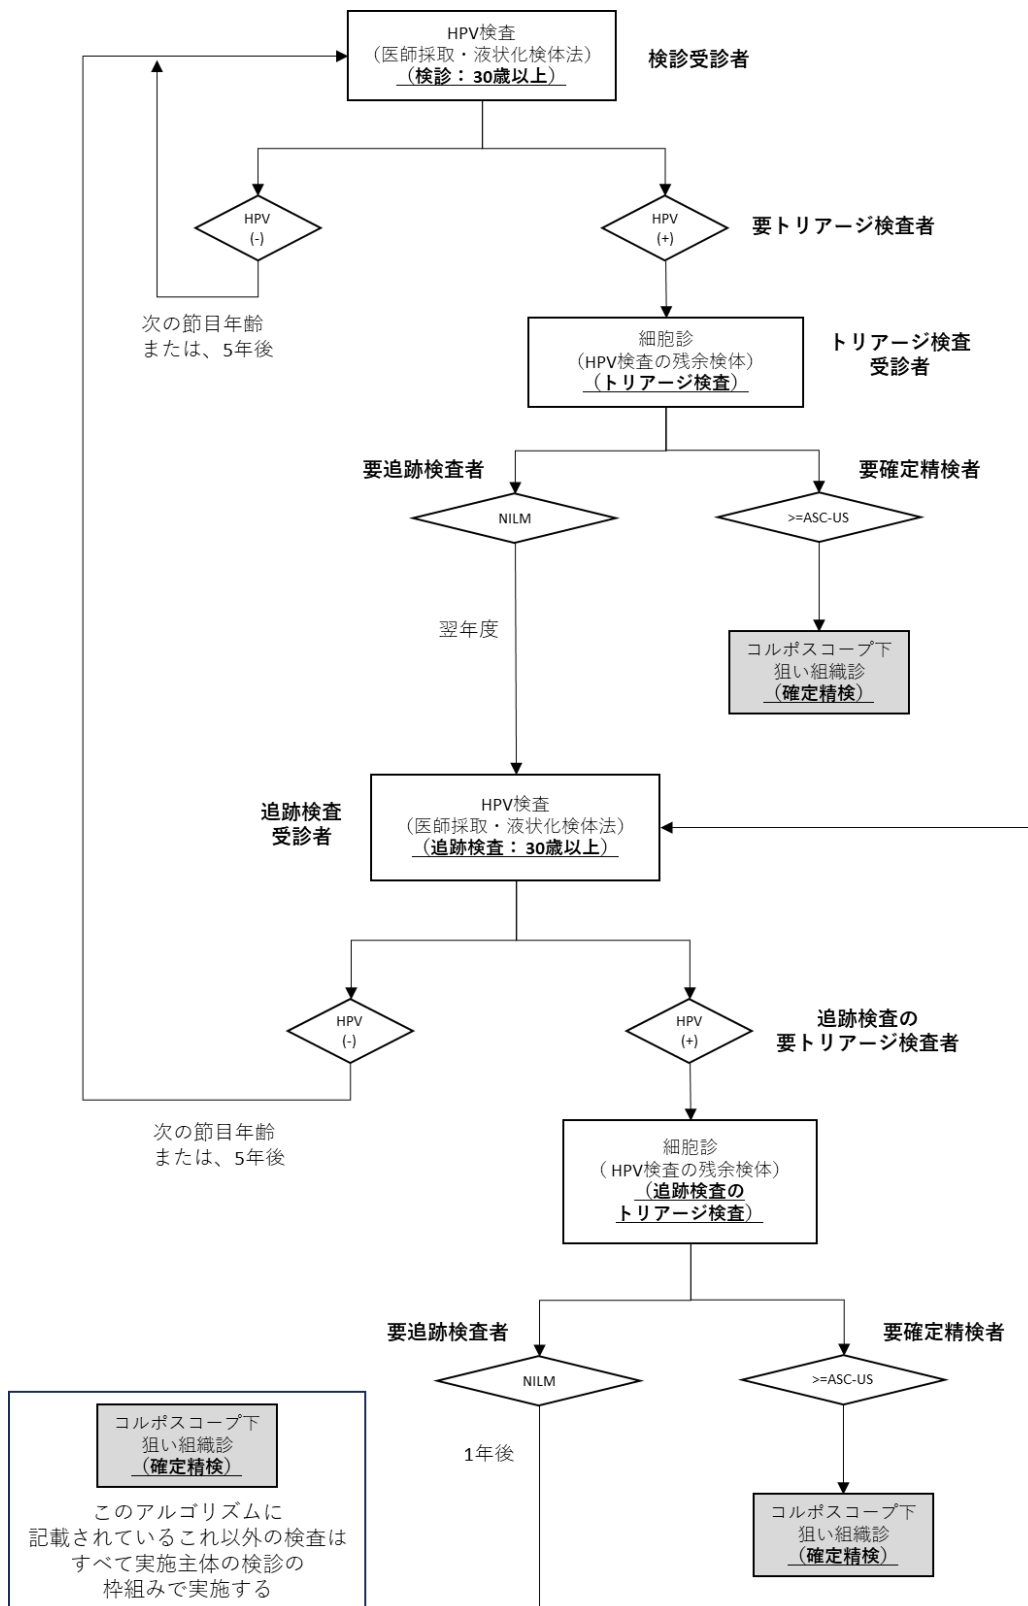 HPV検査
（医師採取・液状化検体法）
（検診：30歳以上）
検診受診者
HPV
(-)
HPV
(+)
要トリアージ検査者
次の節目年齢
または、5年後
細胞診
（HPV検査の残余検体）
（トリアージ検査）
トリアージ検査
受診者
要追跡検査者
要確定精検者
NILM
>=ASC-US
翌年度
コルポスコープ下
狙い組織診
（確定精検）
追跡検査
受診者
HPV検査
（医師採取・液状化検体法）
（追跡検査：30歳以上）
HPV
(-)
HPV
(+)
追跡検査の
要トリアージ検査者
次の節目年齢
または、5年後
細胞診
（HPV検査の残余検体）
（追跡検査の
トリアージ検査）
要追跡検査者
要確定精検者
NILM
>=ASC-US
1年後
コルポスコープ下
狙い組織診
（確定精検）
コルポスコープ下
狙い組織診
（確定精検）
このアルゴリズムに
記載されているこれ以外の検査は
すべて実施主体の検診の
枠組みで実施する